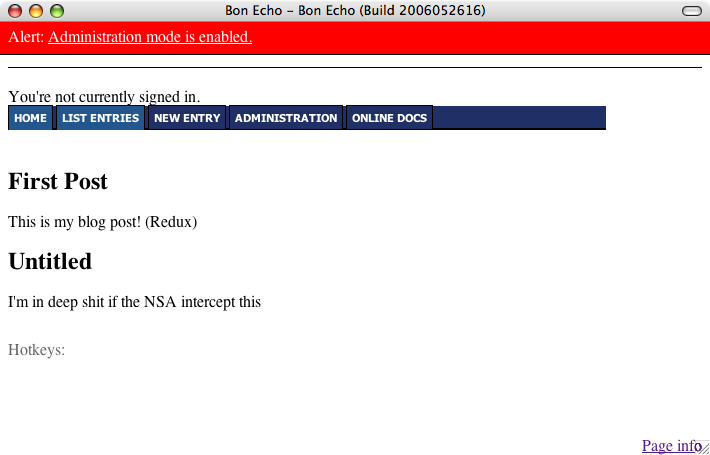 Bon Echo – Bon Echo (Build 2006052616)
Alert: Administration mode is enabled.
You're not currently signed in.
HOME LIST ENTRIES NEW ENTRY ADMINISTRATION ONLINE DOCS
First Post
This is my blog post! (Redux)
Untitled
I'm in deep shit if the NSA intercept this
Hotkeys:
Page info